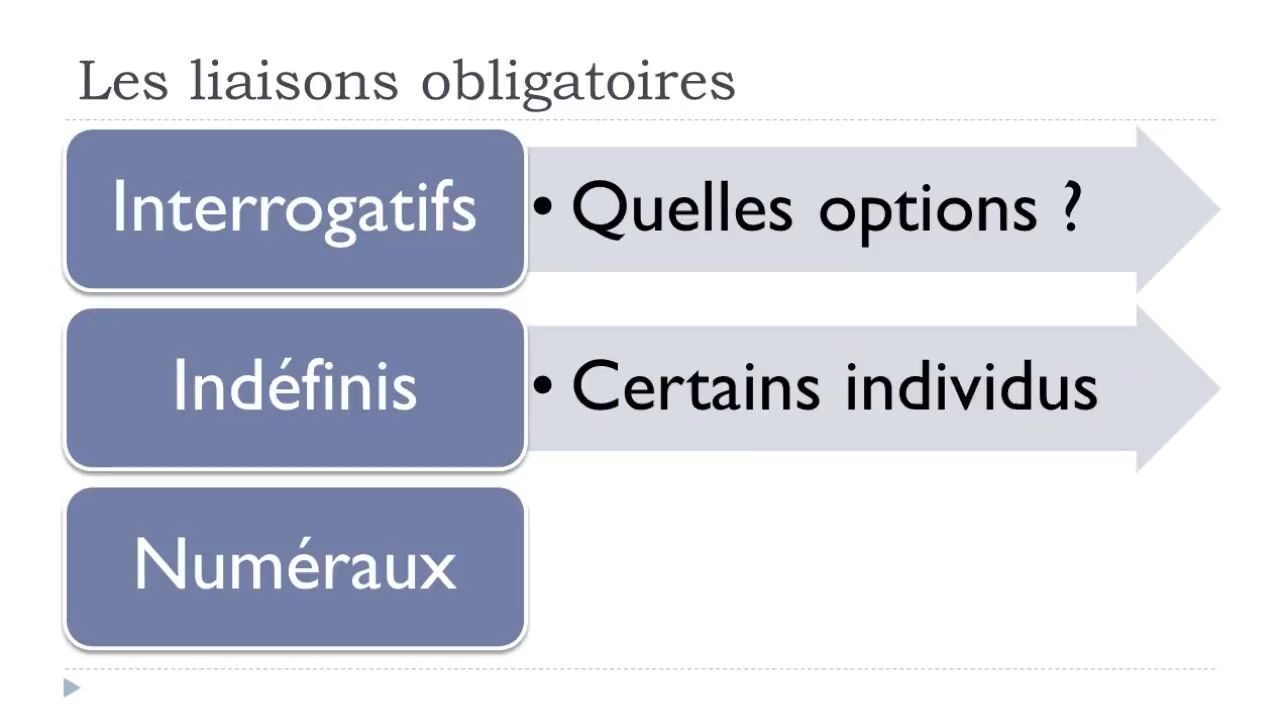 Les liaisons obligatoires
Interrogatifs
• Quelles options ?
Indéfinis
• Certains individus
Numéraux